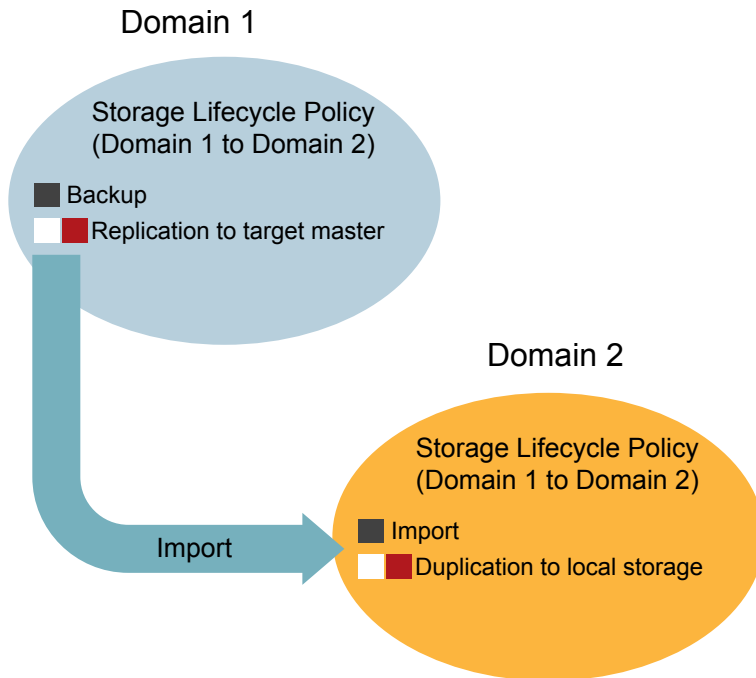 Domain 1
Storage Lifecycle Policy
(Domain 1 to Domain 2)
Backup
Replication to target master
Domain 2
Storage Lifecycle Policy
(Domain 1 to Domain 2)
Import
Import
Duplication to local storage